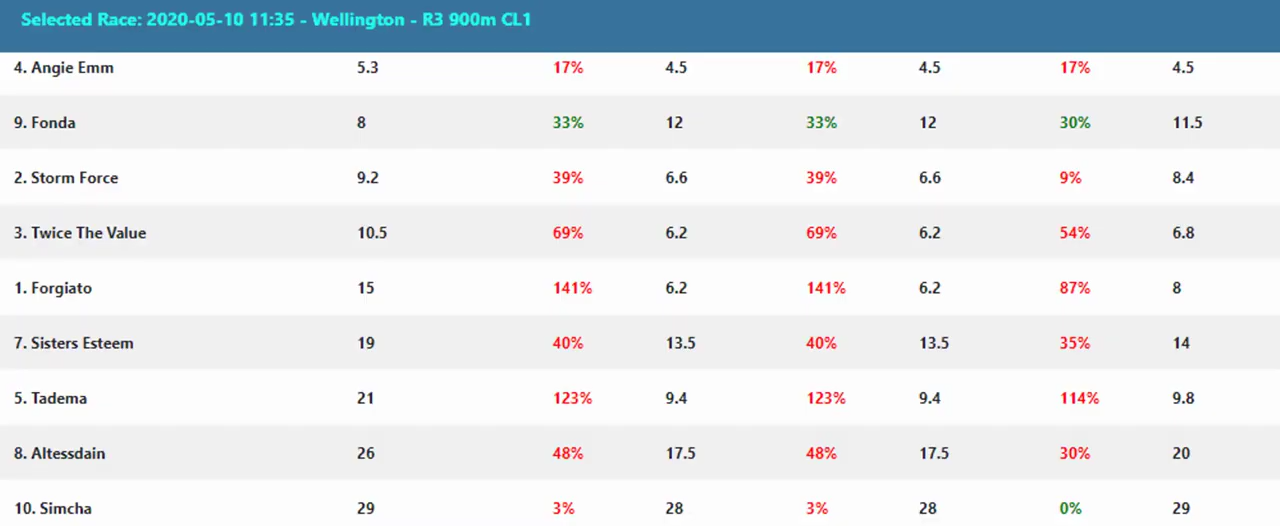 Selected Race: 2020-05-10 11:35 - Wellington - R3 900m CL1
4. Angie Emm 5.3 17% 4.5 17% 4.5 17% 4.5
9. Fonda 8 33% 12 33% 12 30% 11.5
2. Storm Force 9.2 39% 6.6 39% 6.6 9% 8.4
3. Twice The Value 10.5 69% 6.2 69% 6.2 54% 6.8
1. Forgiato 15 141% 6.2 141% 6.2 87% 8
7. Sisters Esteem 19 40% 13.5 40% 13.5 35% 14
5. Tadema 21 123% 9.4 123% 9.4 114% 9.8
8. Altessdain 26 48% 17.5 48% 17.5 30% 20
10. Simcha 29 3% 28 3% 28 0% 29